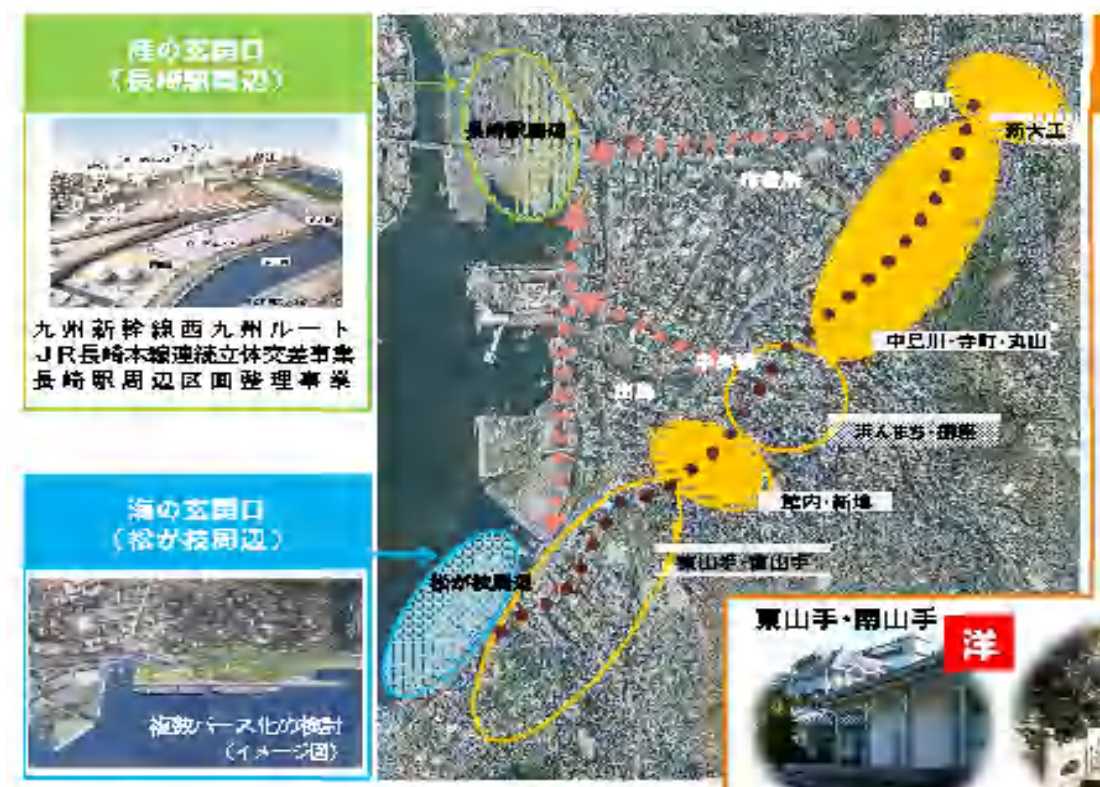 陸の玄関口
（長崎駅周辺）
九州新幹線西九州ルート
JR長崎本線連続立体交差事業
長崎駅周辺区画整理事業
海の玄関口
（松が枝周辺）
複数バース化の検討
（イメージ図）
長崎駅周辺
市役所
新大工
中島川・寺町・丸山
出島
浜んまち・銅座
館内・新地
東山手・南山手
松が枝周辺
東山手・南山手
洋